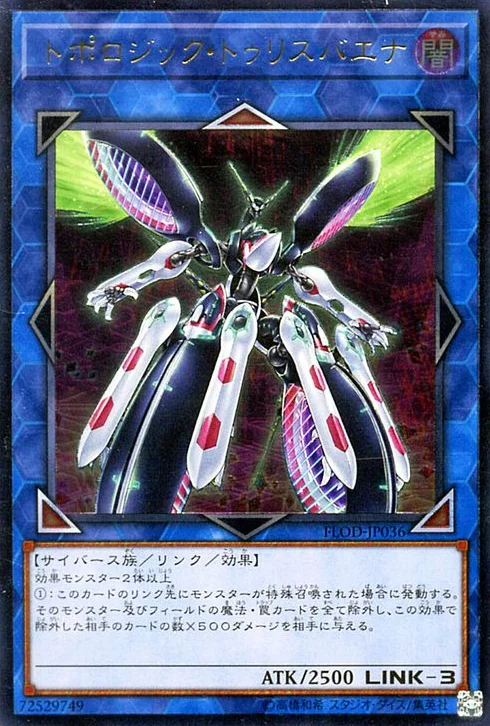 トポロジック・トゥリスバエナ 闇
FLOD-JP036
【サイバース族/リンク/効果】
効果モンスター2体以上
①：このカードのリンク先にモンスターが特殊召喚された場合に発動する。
そのモンスター及びフィールドの魔法・罠カードを全て除外し、この効果で
除外した相手のカードの数×500ダメージを相手に与える。
ATK/2500 LINK-3
72529749 ©高橋和希 スタジオ・ダイス/集英社